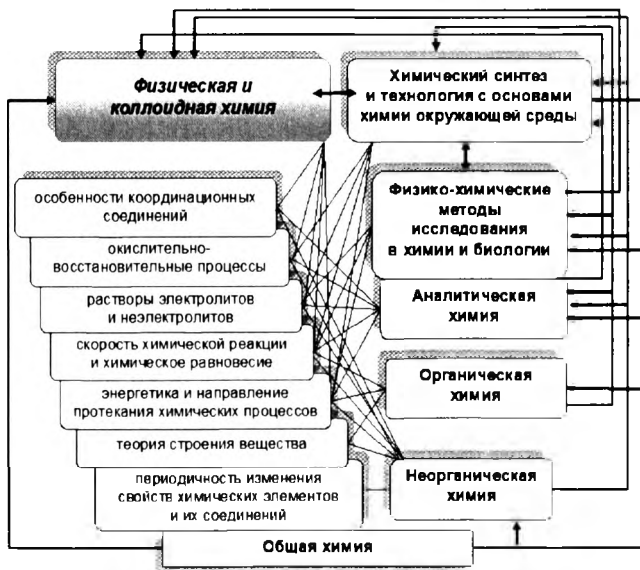 Физическая и
коллоидная химия
Химический синтез
и технология с основами
химии окружающей среды
особенности координационных
соединений
окислительно-
восстановительные процессы
растворы электролитов
и неэлектролитов
скорость химической реакции
и химическое равновесие
энергетика и направление
протекания химических процессов
теория строения вещества
периодичность изменения
свойств химических элементов
и их соединений
Физико-химические
методы
исследования
в химии и биологии
Аналитическая
химия
Органическая
химия
Неорганическая
химия
Общая химия